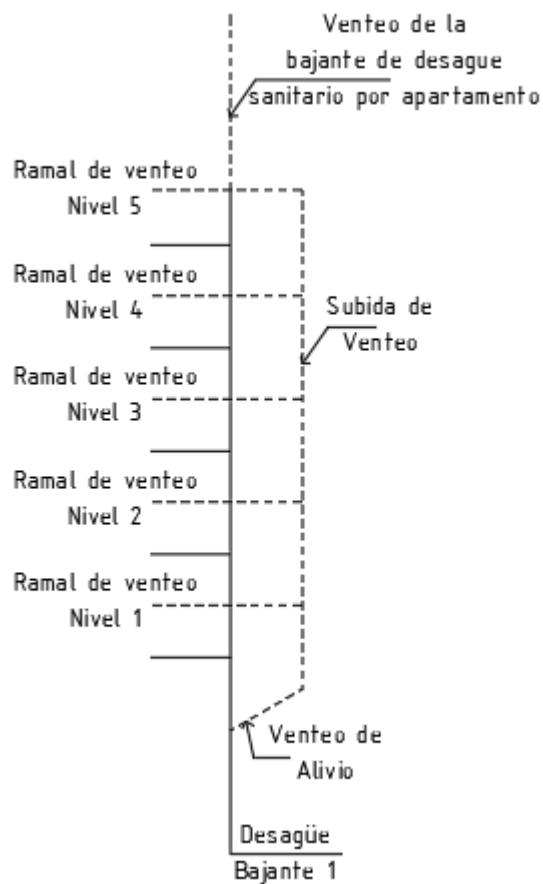 Venteo de la
bajante de desague
sanitario por apartamento
Ramal de venteo
Nivel 5
Ramal de venteo
Nivel 4
Subida de
Venteo
Ramal de venteo
Nivel 3
Ramal de venteo
Nivel 2
Ramal de venteo
Nivel 1
Venteo de
Alivio
Desagüe
Bajante 1